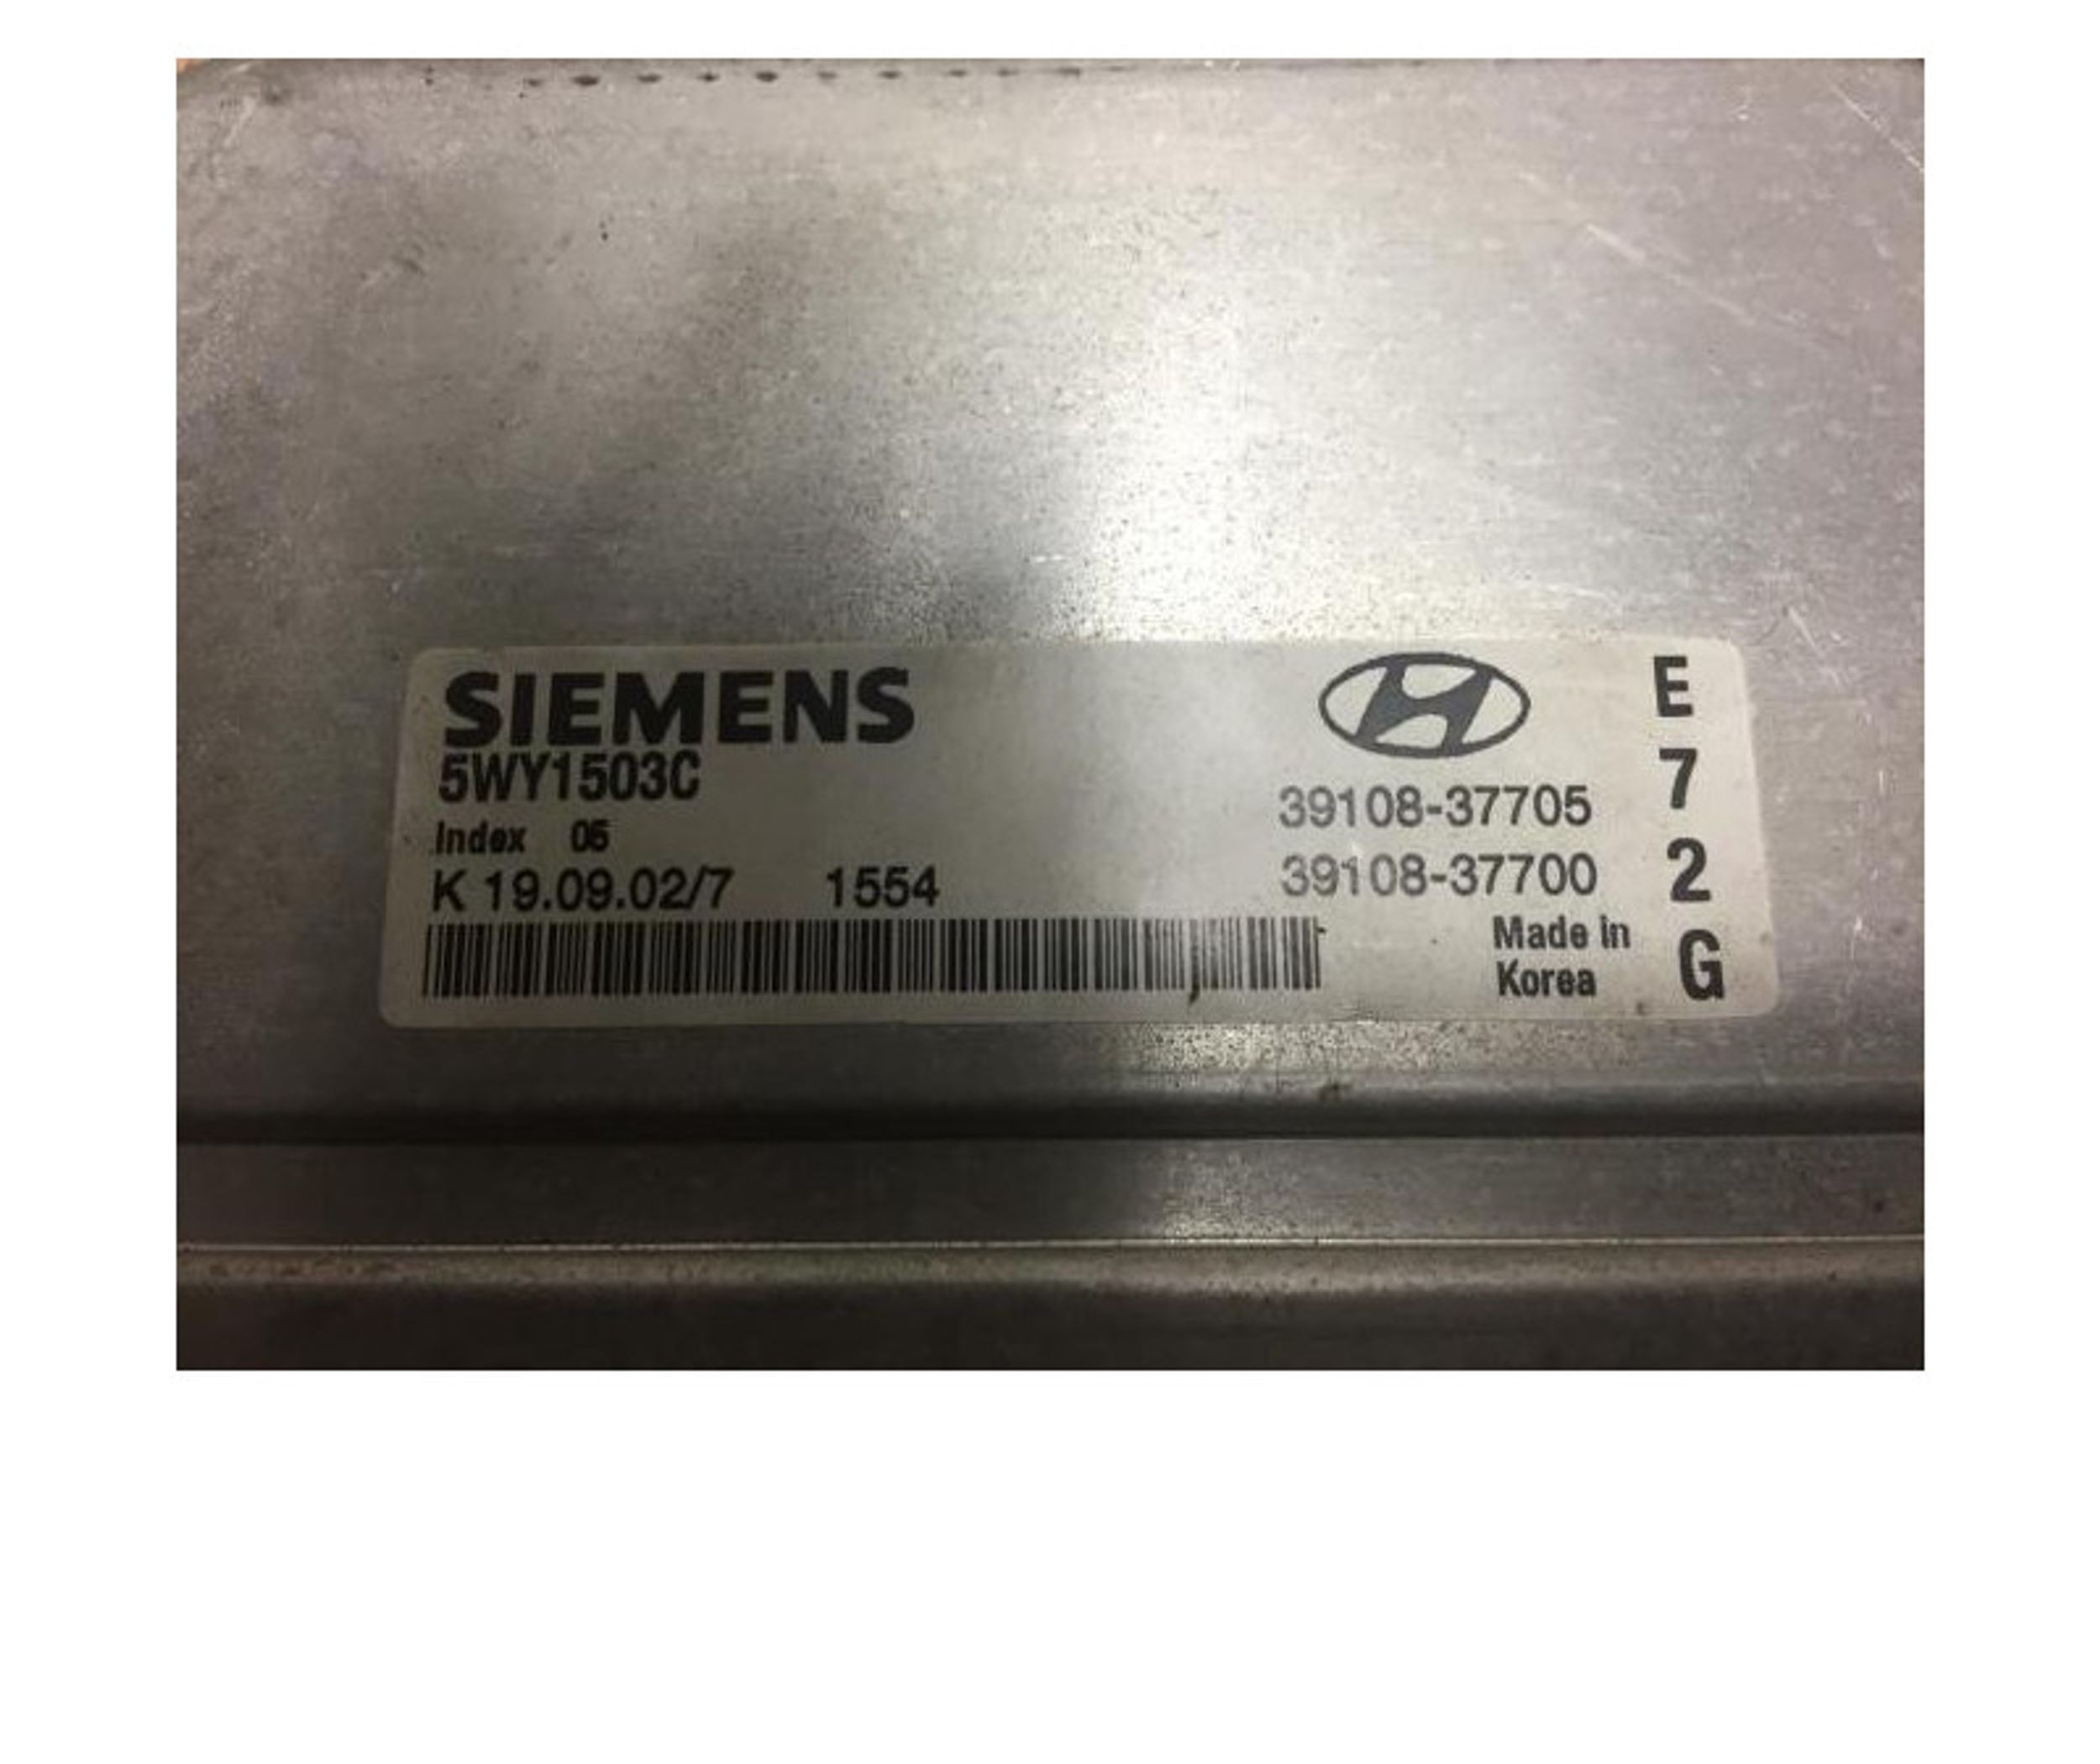 SIEMENS
5WY1503C
Index 05
K 19.09.02/7 1554
39108-37705
39108-37700
Made in
Korea
E
7
2
G